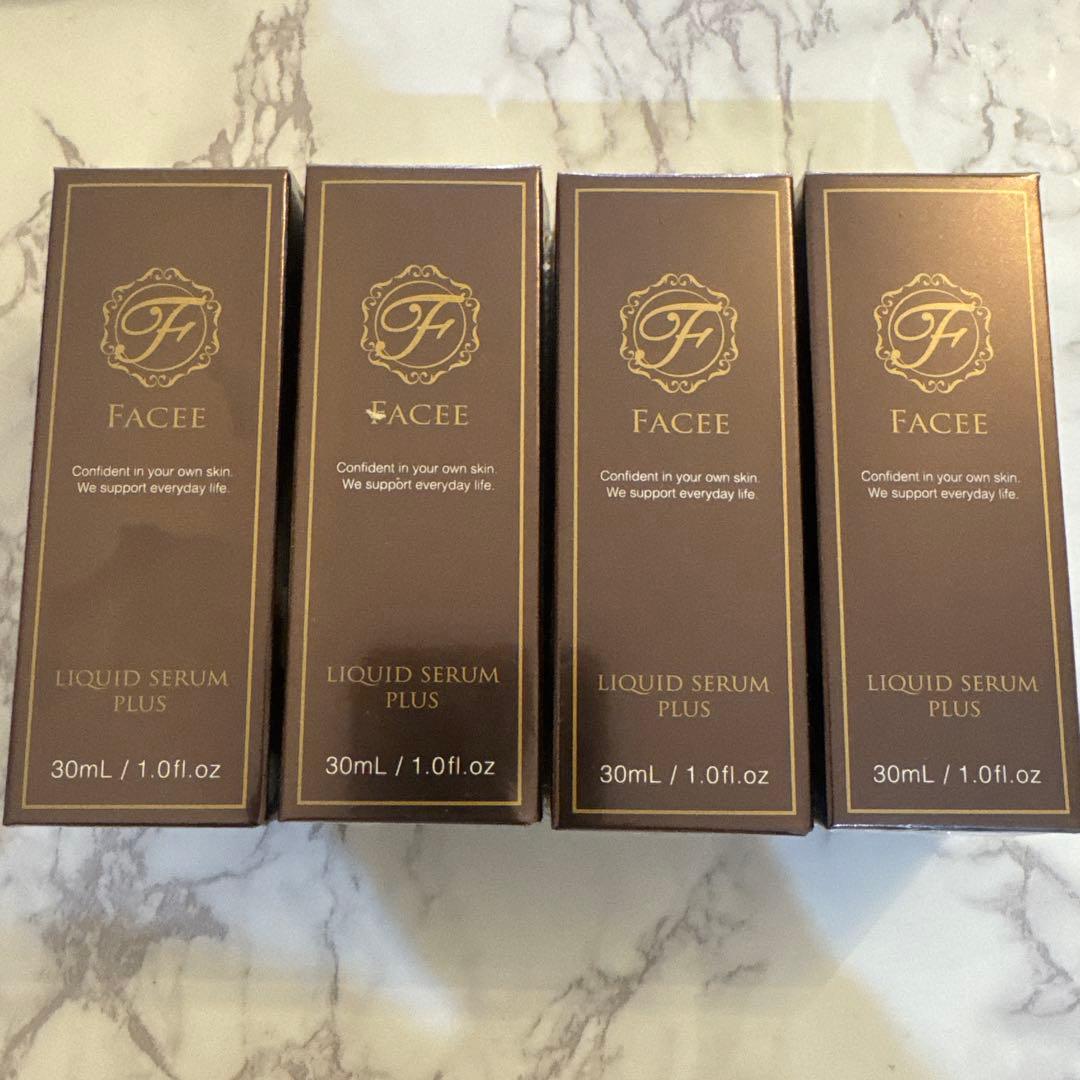 F
FACEE
Confident in your own skin.
We support everyday life.
LIQUID SERUM
PLUS
30mL / 1.0fl.oz
F
FACEE
Confident in your own skin.
We support everyday life.
LIQUID SERUM
PLUS
30mL / 1.0fl.oz
F
FACEE
Confident in your own skin.
We support everyday life.
LIQUID SERUM
PLUS
30mL / 1.0fl.oz
F
FACEE
Confident in your own skin.
We support everyday life.
LIQUID SERUM
PLUS
30mL / 1.0fl.oz